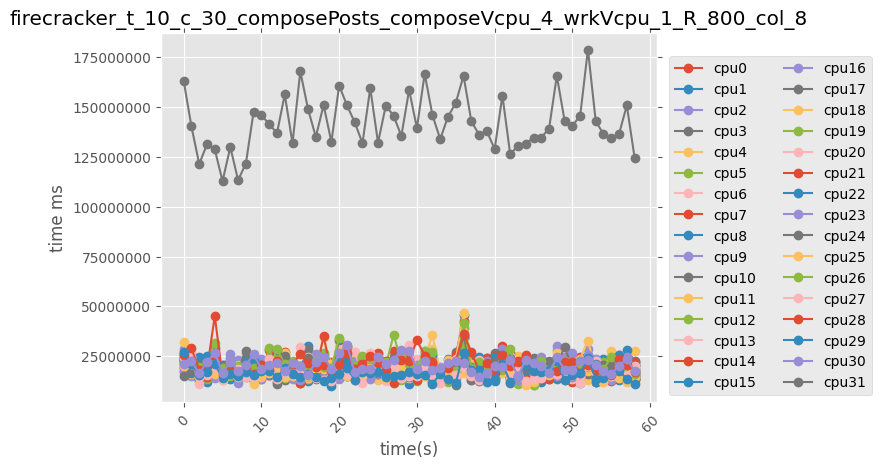 firecracker_t_10_c_30_composePosts_composeVcpu_4_wrkVcpu_1_R_800_col_8
175000000
150000000
125000000
100000000
75000000
50000000
25000000
time ms
0
10
20
30
40
50
60
time(s)
cpu0
cpu1
cpu2
cpu3
cpu4
cpu5
cpu6
cpu7
cpu8
cpu9
cpu10
cpu11
cpu12
cpu13
cpu14
cpu15
cpu16
cpu17
cpu18
cpu19
cpu20
cpu21
cpu22
cpu23
cpu24
cpu25
cpu26
cpu27
cpu28
cpu29
cpu30
cpu31